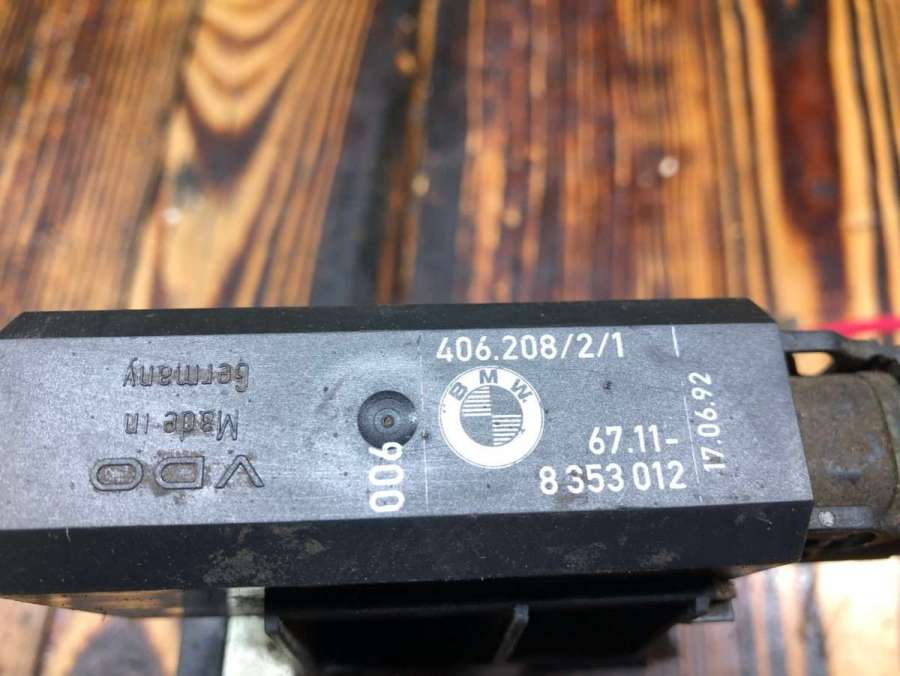 406.208/2/1
BMW
67.11-
8 353 012
17.06.92
006
VDO
Made in
Germany